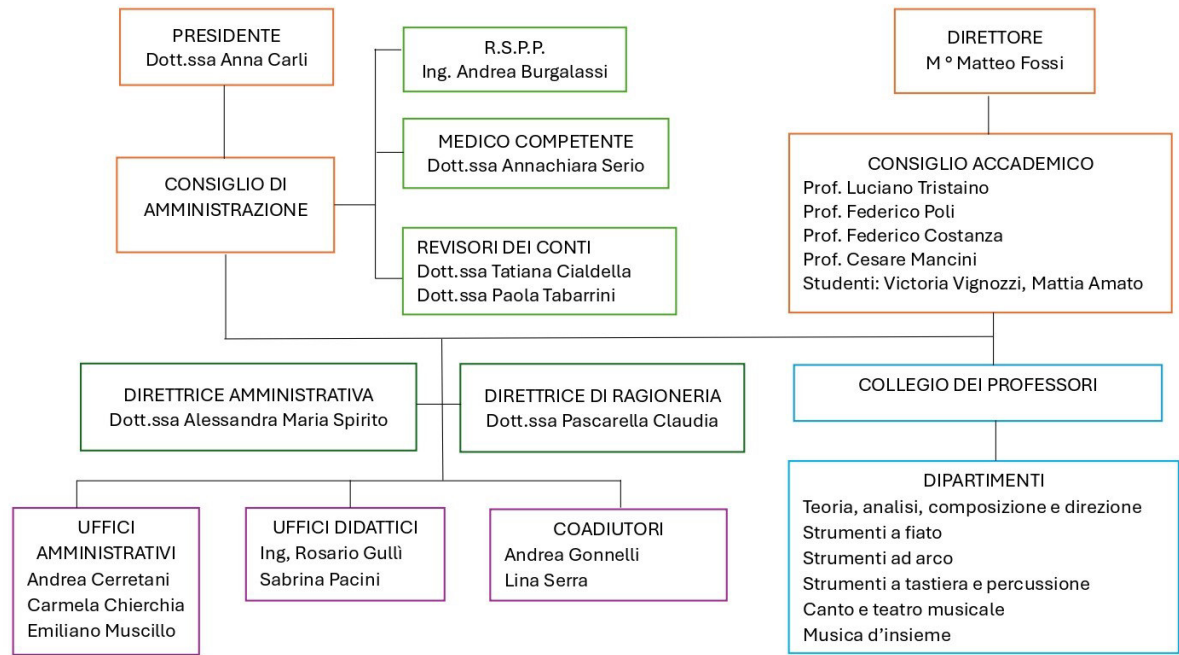 PRESIDENTE
Dott.ssa Anna Carli
R.S.P.P.
Ing. Andrea Burgalassi
DIRETTORE
M º Matteo Fossi
MEDICO COMPETENTE
Dott.ssa Annachiara Serio
CONSIGLIO DI
AMMINISTRAZIONE
CONSIGLIO ACCADEMICO
Prof. Luciano Tristaino
Prof. Federico Poli
Prof. Federico Costanza
Prof. Cesare Mancini
Studenti: Victoria Vignozzi, Mattia Amato
REVISORI DEI CONTI
Dott.ssa Tatiana Cialdella
Dott.ssa Paola Tabarrini
DIRETTRICE AMMINISTRATIVA
Dott.ssa Alessandra Maria Spirito
DIRETTRICE DI RAGIONERIA
Dott.ssa Pascarella Claudia
COLLEGIO DEI PROFESSORI
UFFICI
AMMINISTRATIVI
Andrea Cerretani
Carmela Chierchia
Emiliano Muscillo
UFFICI DIDATTICI
Ing, Rosario Gullì
Sabrina Pacini
COADIUTORI
Andrea Gonnelli
Lina Serra
DIPARTIMENTI
Teoria, analisi, composizione e direzione
Strumenti a fiato
Strumenti ad arco
Strumenti a tastiera e percussione
Canto e teatro musicale
Musica d’insieme